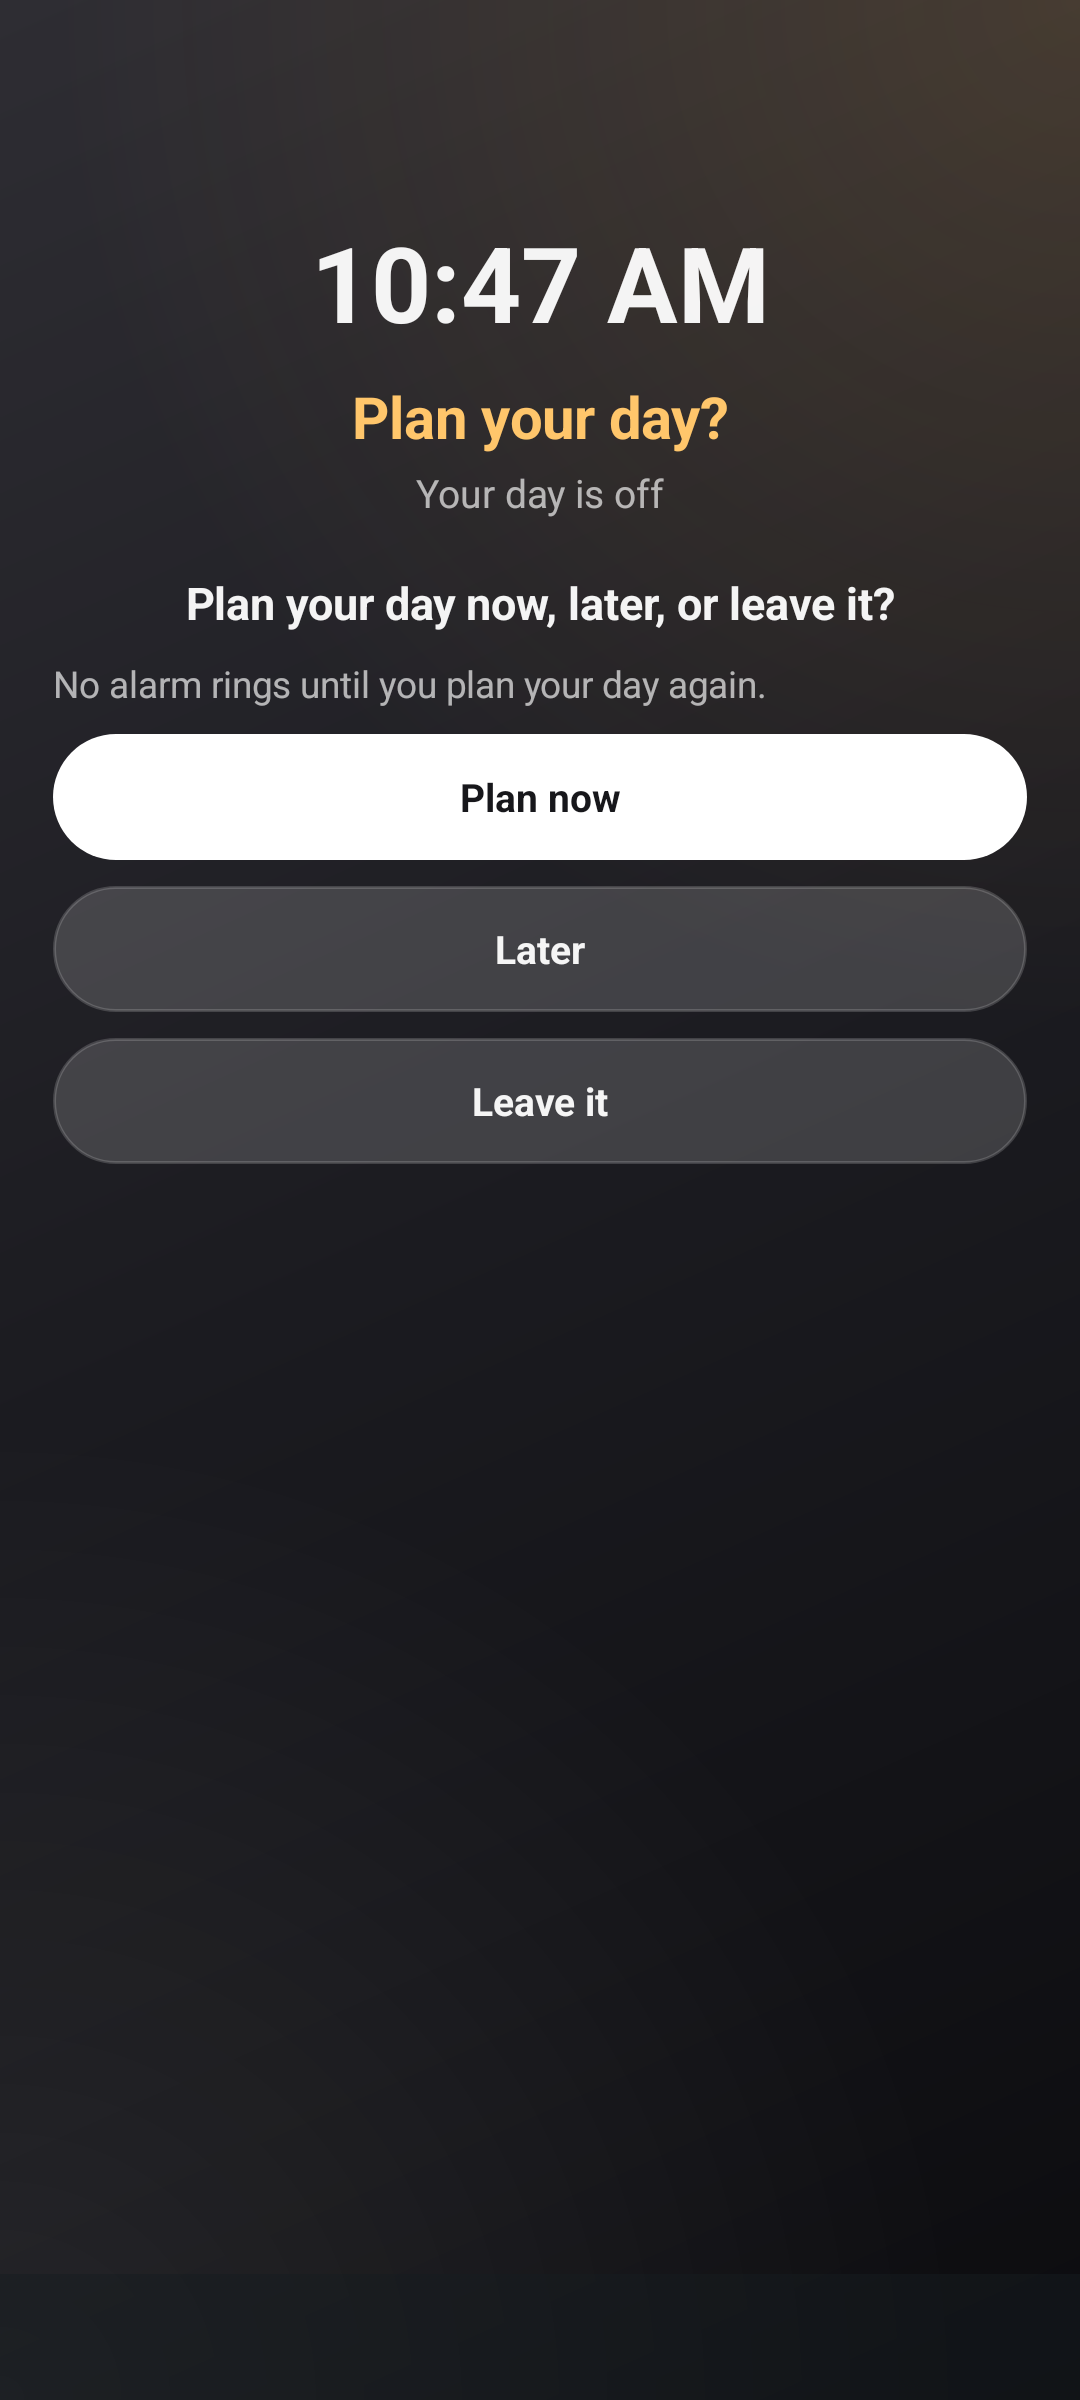 10:47 AM
Plan your day?
Your day is off
Plan your day now, later, or leave it?
No alarm rings until you plan your day again.
Plan now
Later
Leave it